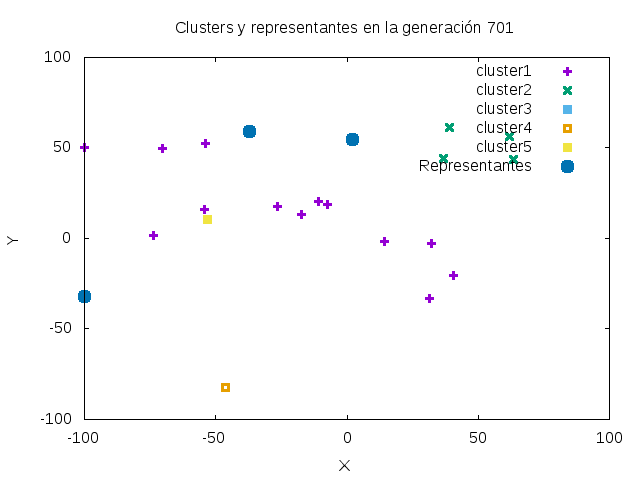 Clusters y representantes en la generación 701
100
50
0
-50
-100
-100
-50
0
50
100
Y
X
cluster1
cluster2
cluster3
cluster4
cluster5
Representantes